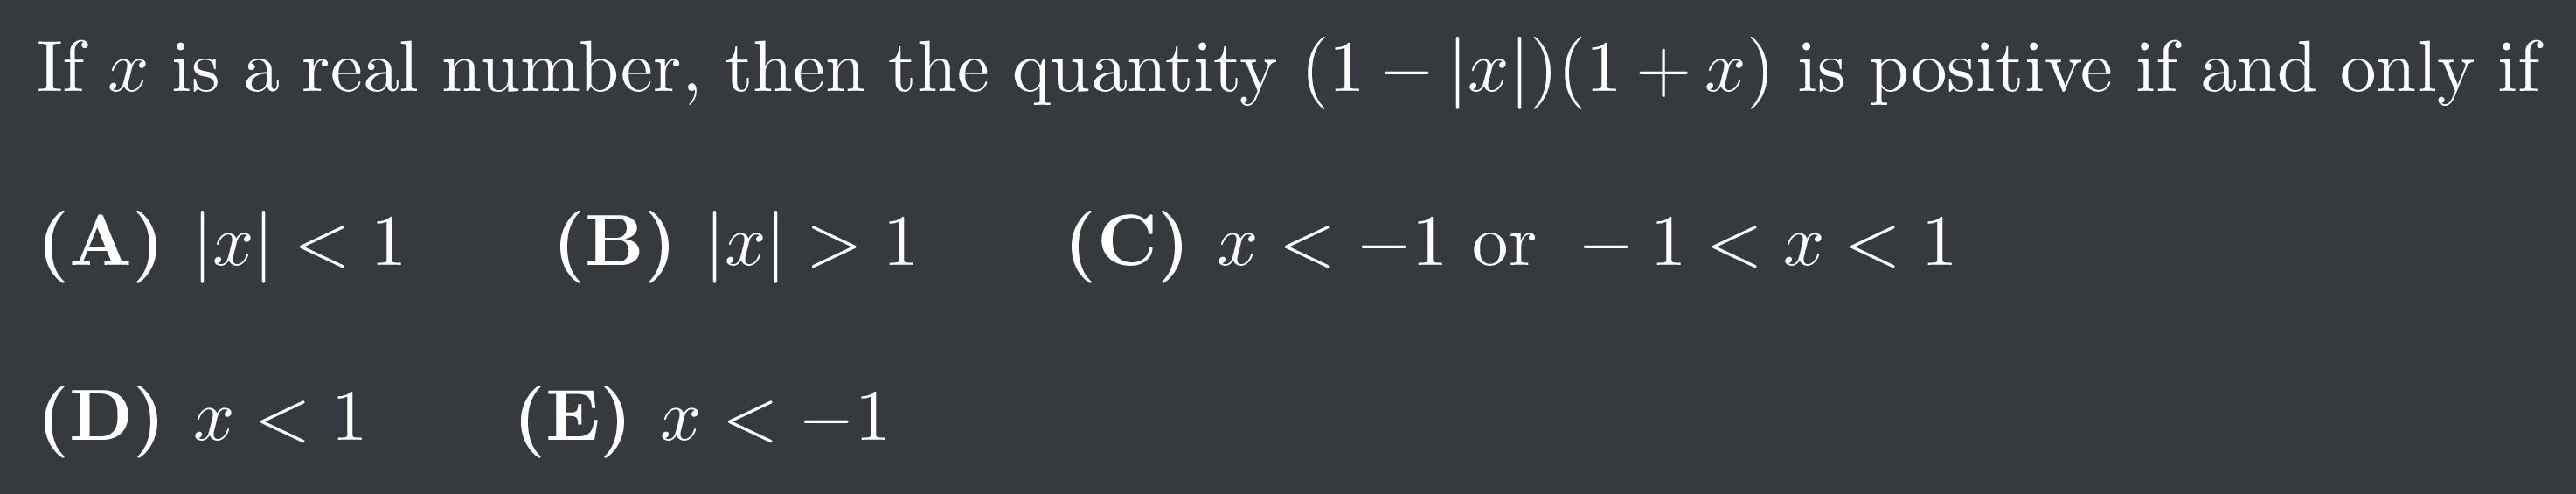 If x is a real number, then the quantity (1 − |x|)(1 + x) is positive if and only if
(A) |x| < 1 (B) |x| > 1 (C) x < −1 or − 1 < x < 1
(D) x < 1 (E) x < −1